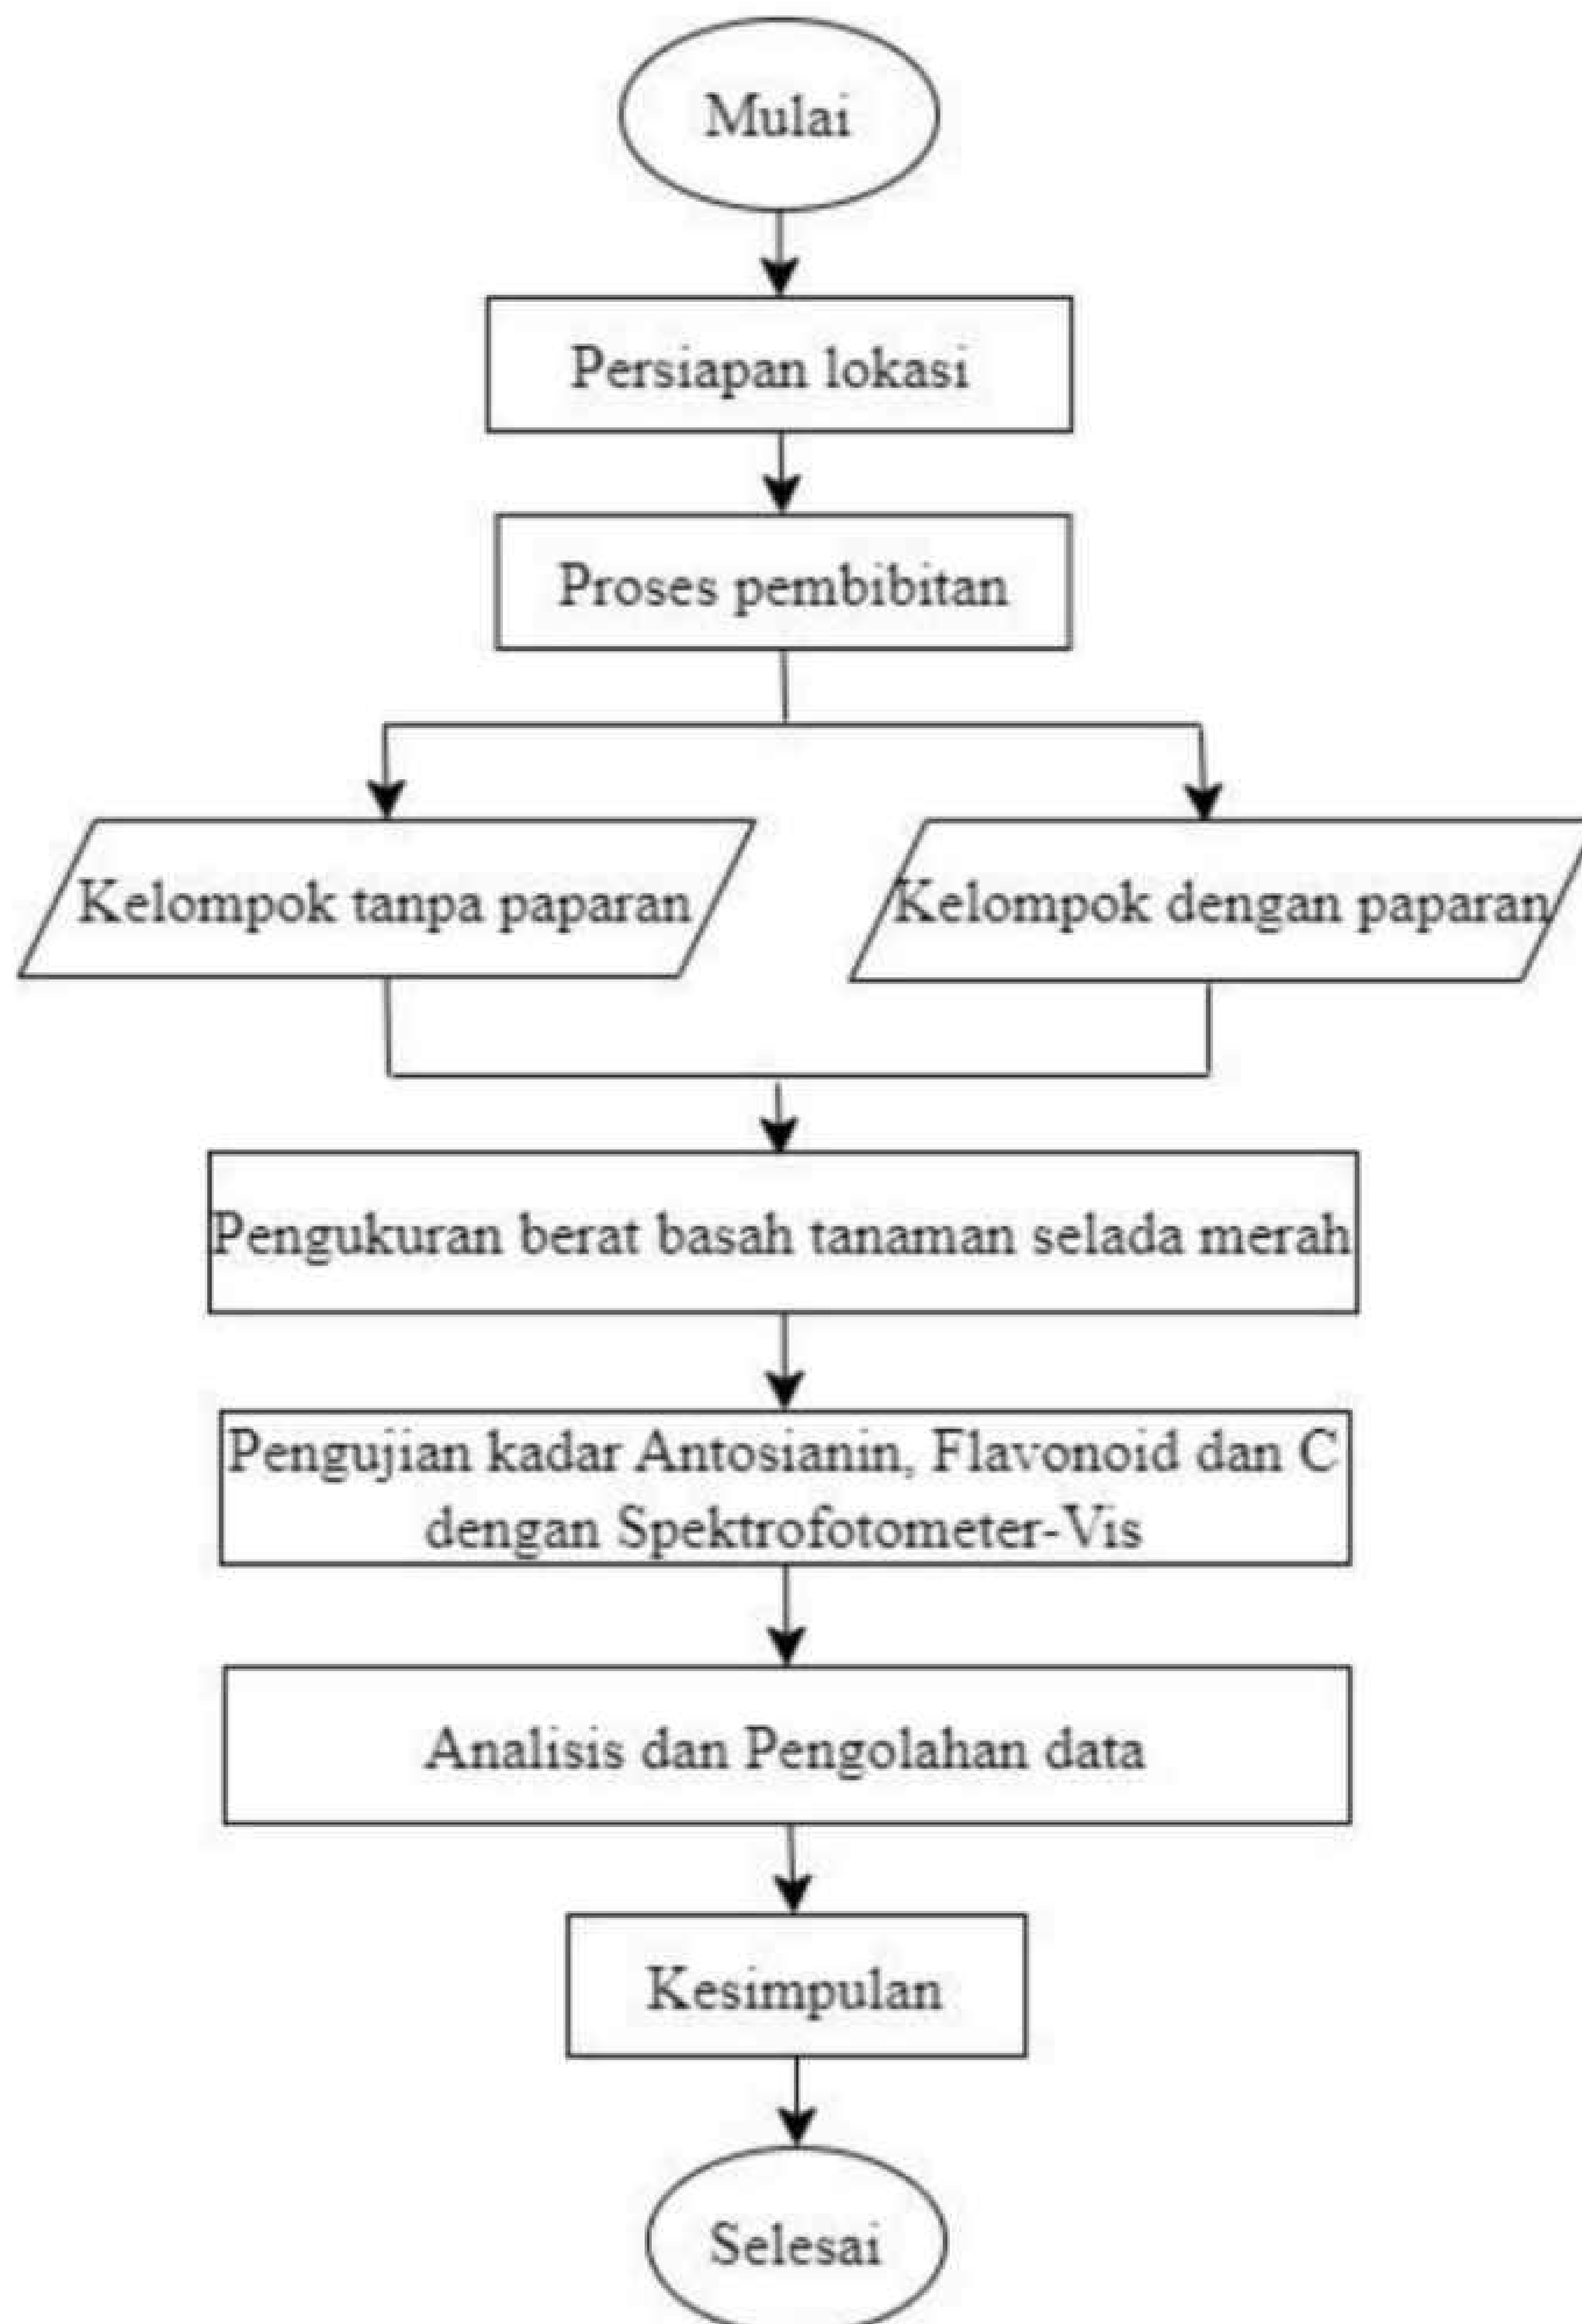 Mulai
Persiapan lokasi
Proses pembibitan
Kelompok tanpa paparan
Kelompok dengan paparan
Pengukuran berat basah tanaman selada merah
Pengujian kadar Antosianin, Flavonoid dan C
dengan Spektrofotometer-Vis
Analisis dan Pengolahan data
Kesimpulan
Selesai